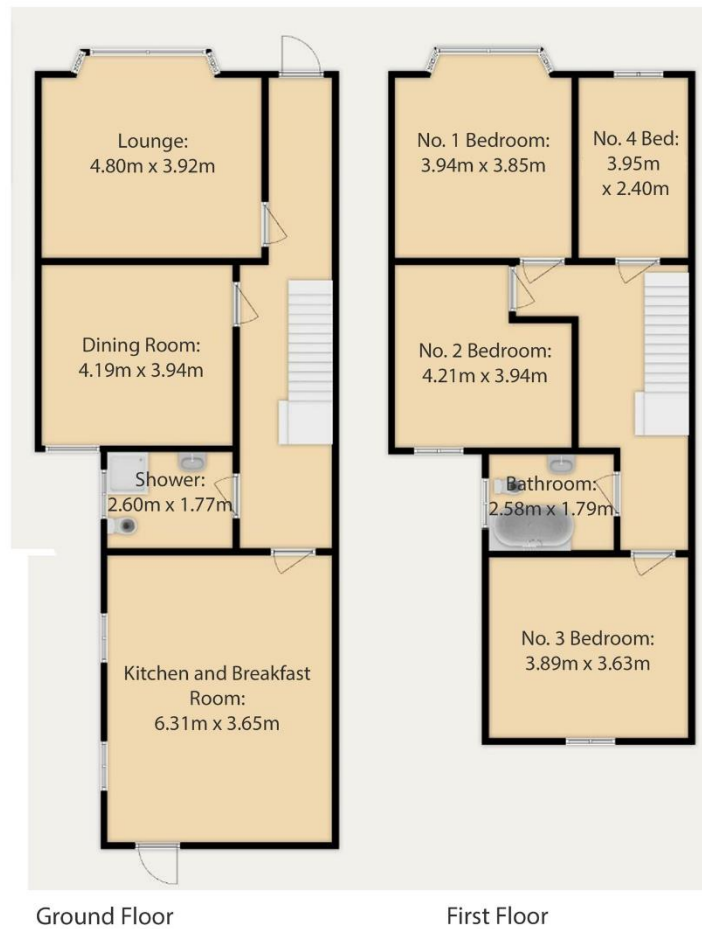 Lounge:
4.80m x 3.92m
Dining Room:
4.19m x 3.94m
Shower:
2.60m x 1.77m
Kitchen and Breakfast
Room:
6.31m x 3.65m
Ground Floor
No. 1 Bedroom:
3.94m x 3.85m
No. 4 Bed:
3.95m
x 2.40m
No. 2 Bedroom:
4.21m x 3.94m
Bathroom:
2.58m x 1.79m
No. 3 Bedroom:
3.89m x 3.63m
First Floor